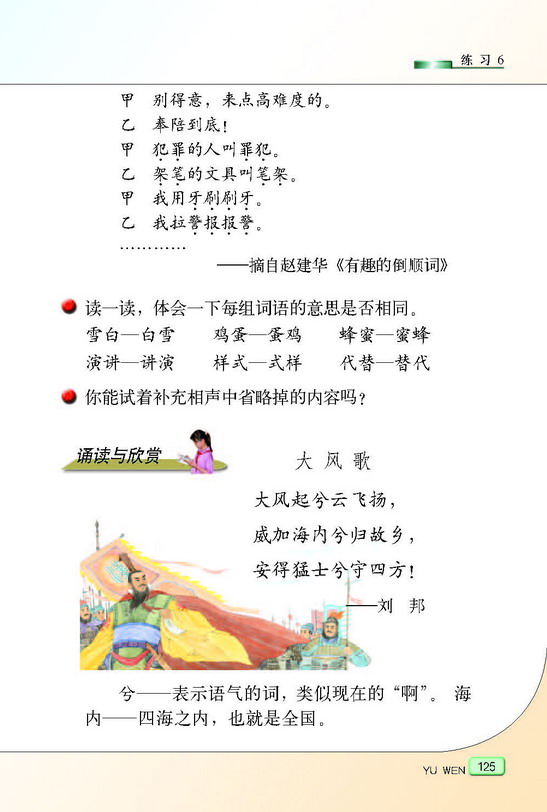 练习6
甲 别得意，来点高难度的。
乙 奉陪到底！
甲 犯罪的人叫罪犯。
乙 架笔的文具叫笔架。
甲 我用牙刷刷牙。
乙 我拉警报报警。
…………
——摘自赵建华《有趣的倒顺词》
读一读，体会一下每组词语的意思是否相同。
雪白—白雪 鸡蛋—蛋鸡 蜂蜜—蜜蜂
演讲—讲演 样式—式样 代替—替代
你能试着补充相声中省略掉的内容吗？
诵读与欣赏
大风歌
大风起兮云飞扬，
威加海内兮归故乡，
安得猛士兮守四方！
——刘 邦
兮——表示语气的词，类似现在的“啊”。 海
内——四海之内，也就是全国。
YU WEN 125